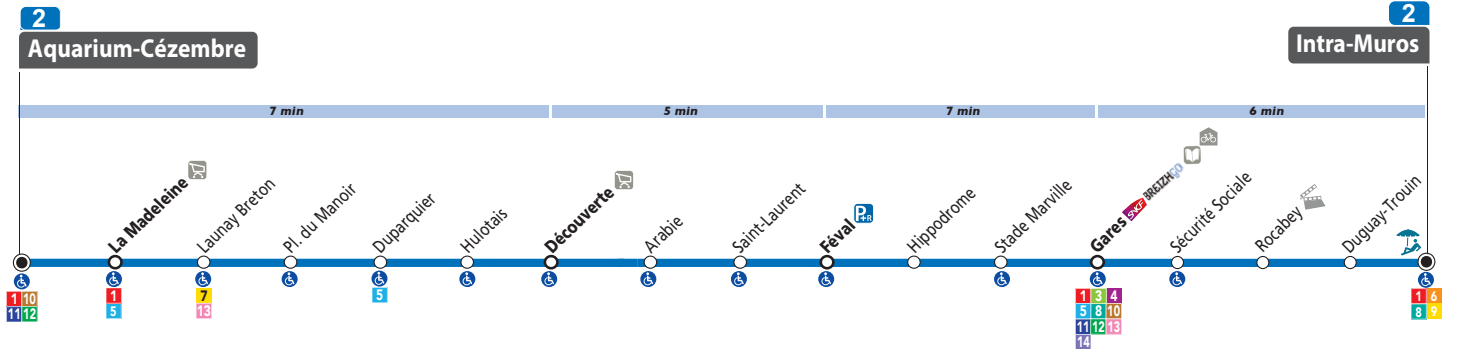 2
Aquarium-Cézembre
2
Intra-Muros
7 min
5 min
7 min
6 min
La Madeleine
Launay Breton
Pl. du Manoir
Duparquier
Hulotais
Découverte
Arabie
Saint-Laurent
Féval P+R
Hippodrome
Stade Marville
Gares SNCF BREIZHGO
Sécurité Sociale
Rocabey
Duguay-Trouin
1 10
11 12
1
5
7
13
5
1 3 4
5 8 10
11 12 13
14
1 6
8 9